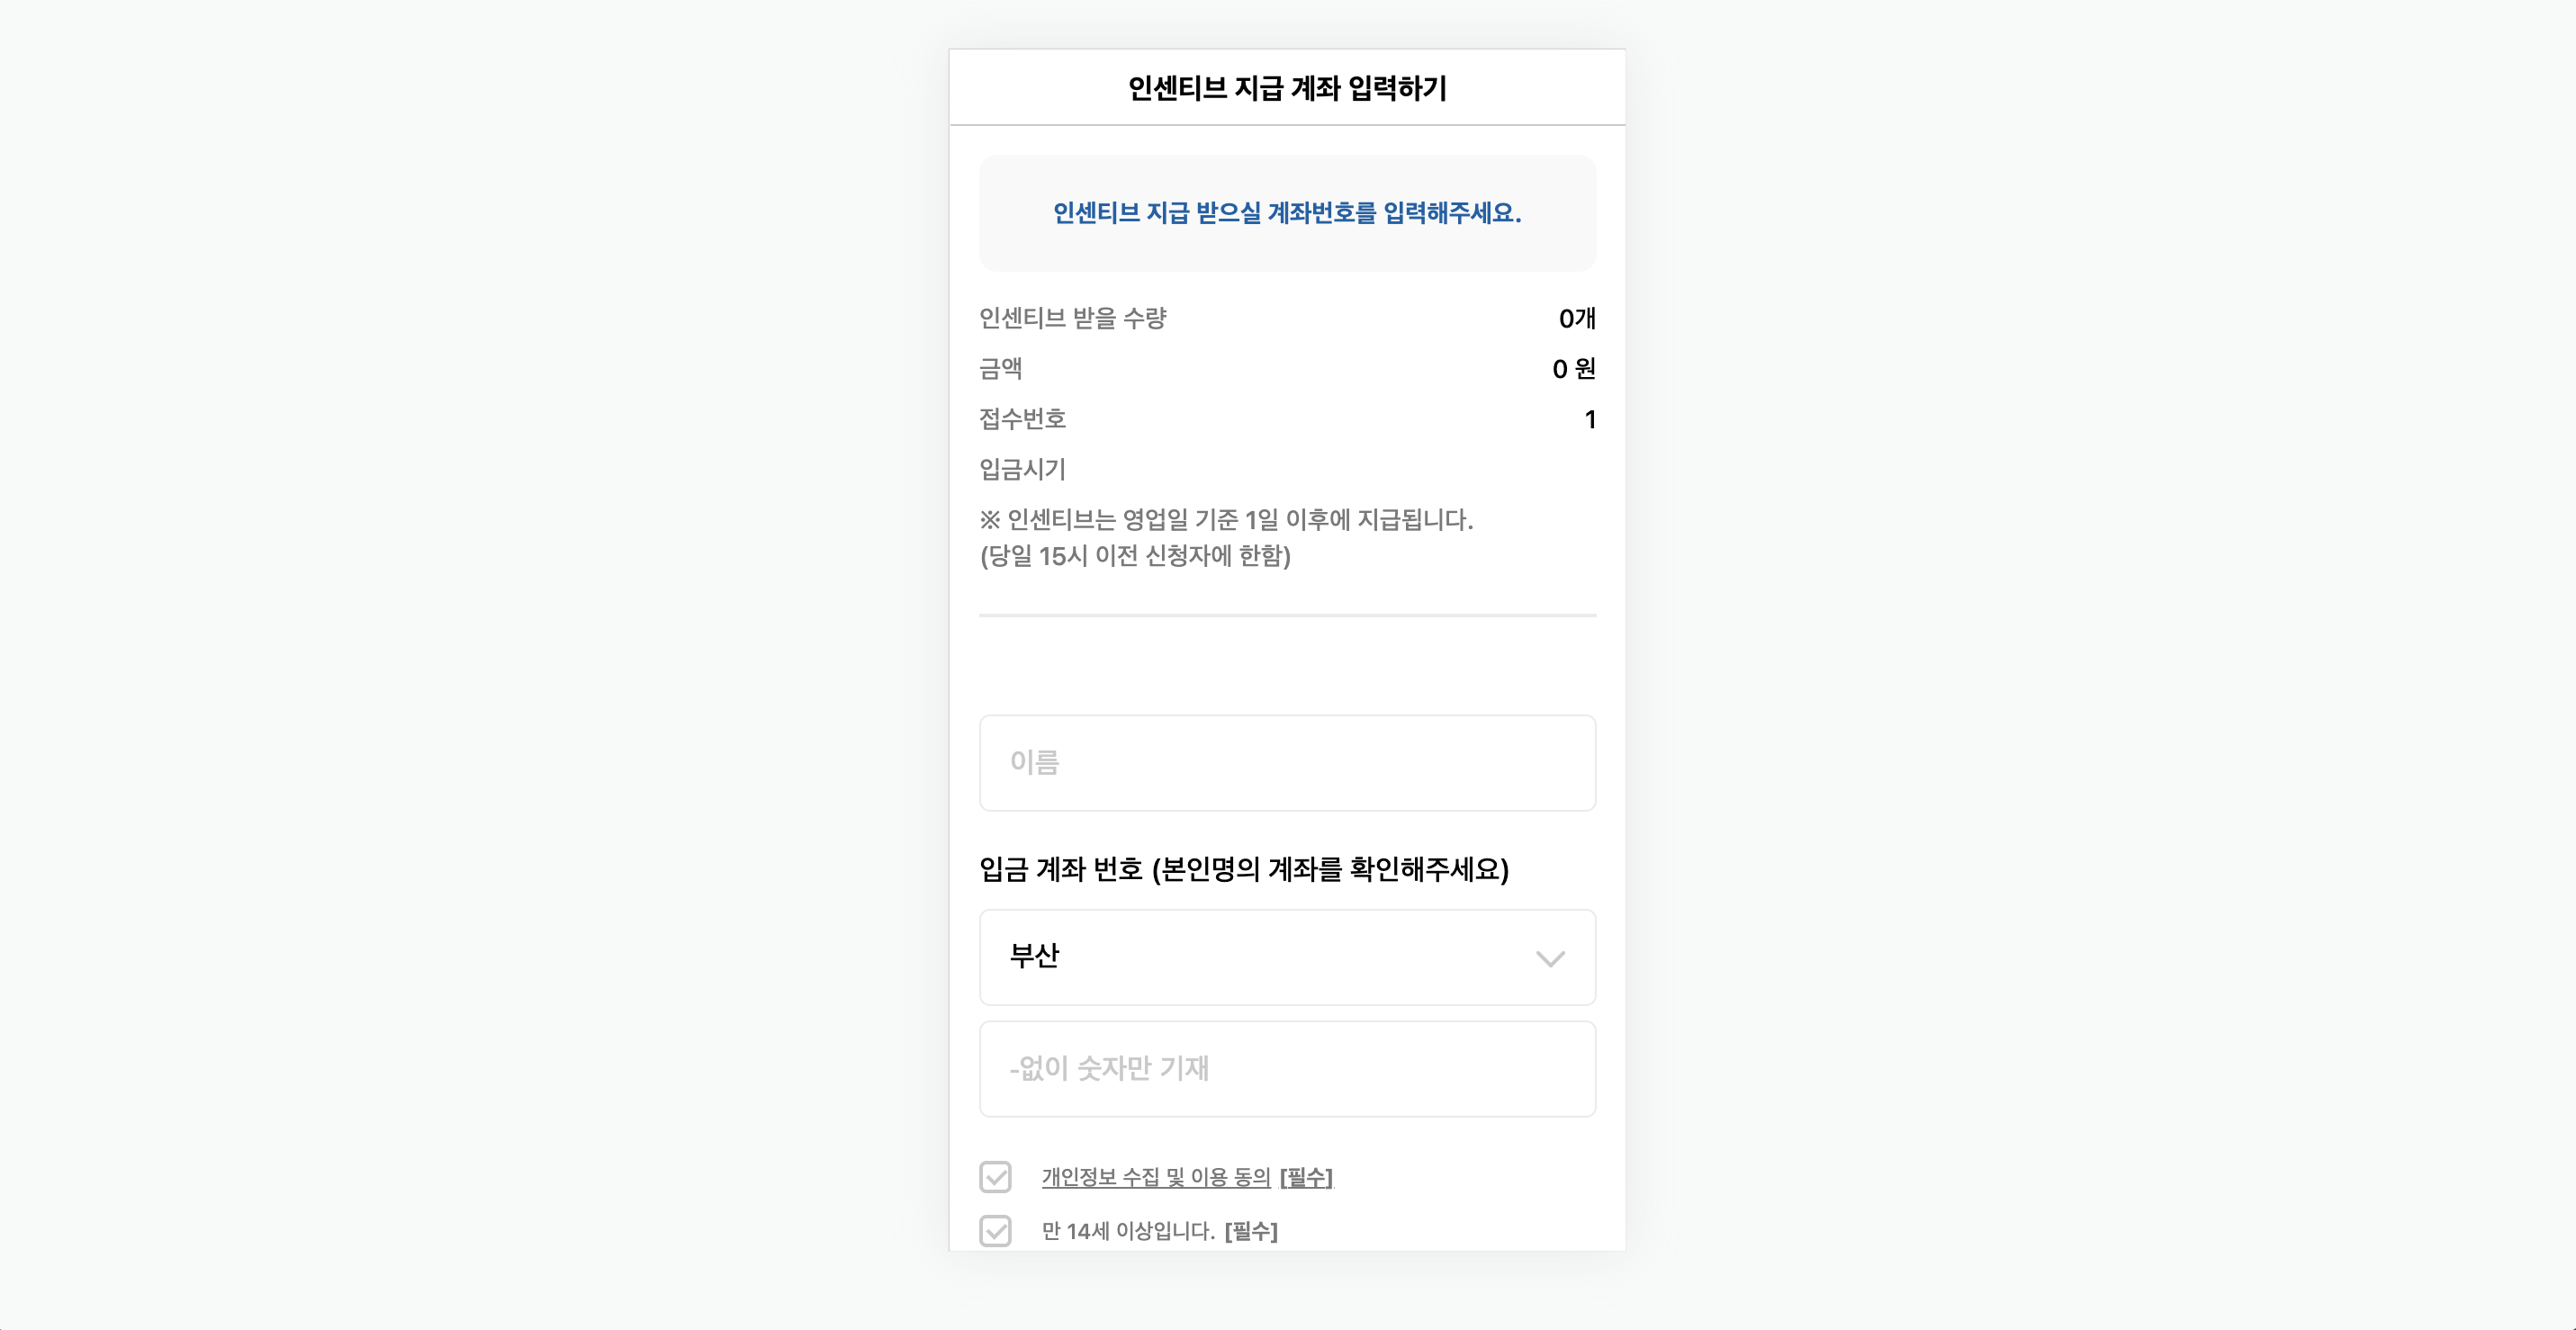 인센티브 지급 계좌 입력하기
인센티브 지급 받으실 계좌번호를 입력해주세요.
인센티브 받을 수량 0개
금액 0 원
접수번호 1
입금시기
※ 인센티브는 영업일 기준 1일 이후에 지급됩니다.
(당일 15시 이전 신청자에 한함)
이름
입금 계좌 번호 (본인명의 계좌를 확인해주세요)
부산
-없이 숫자만 기재
개인정보 수집 및 이용 동의 [필수]
만 14세 이상입니다. [필수]